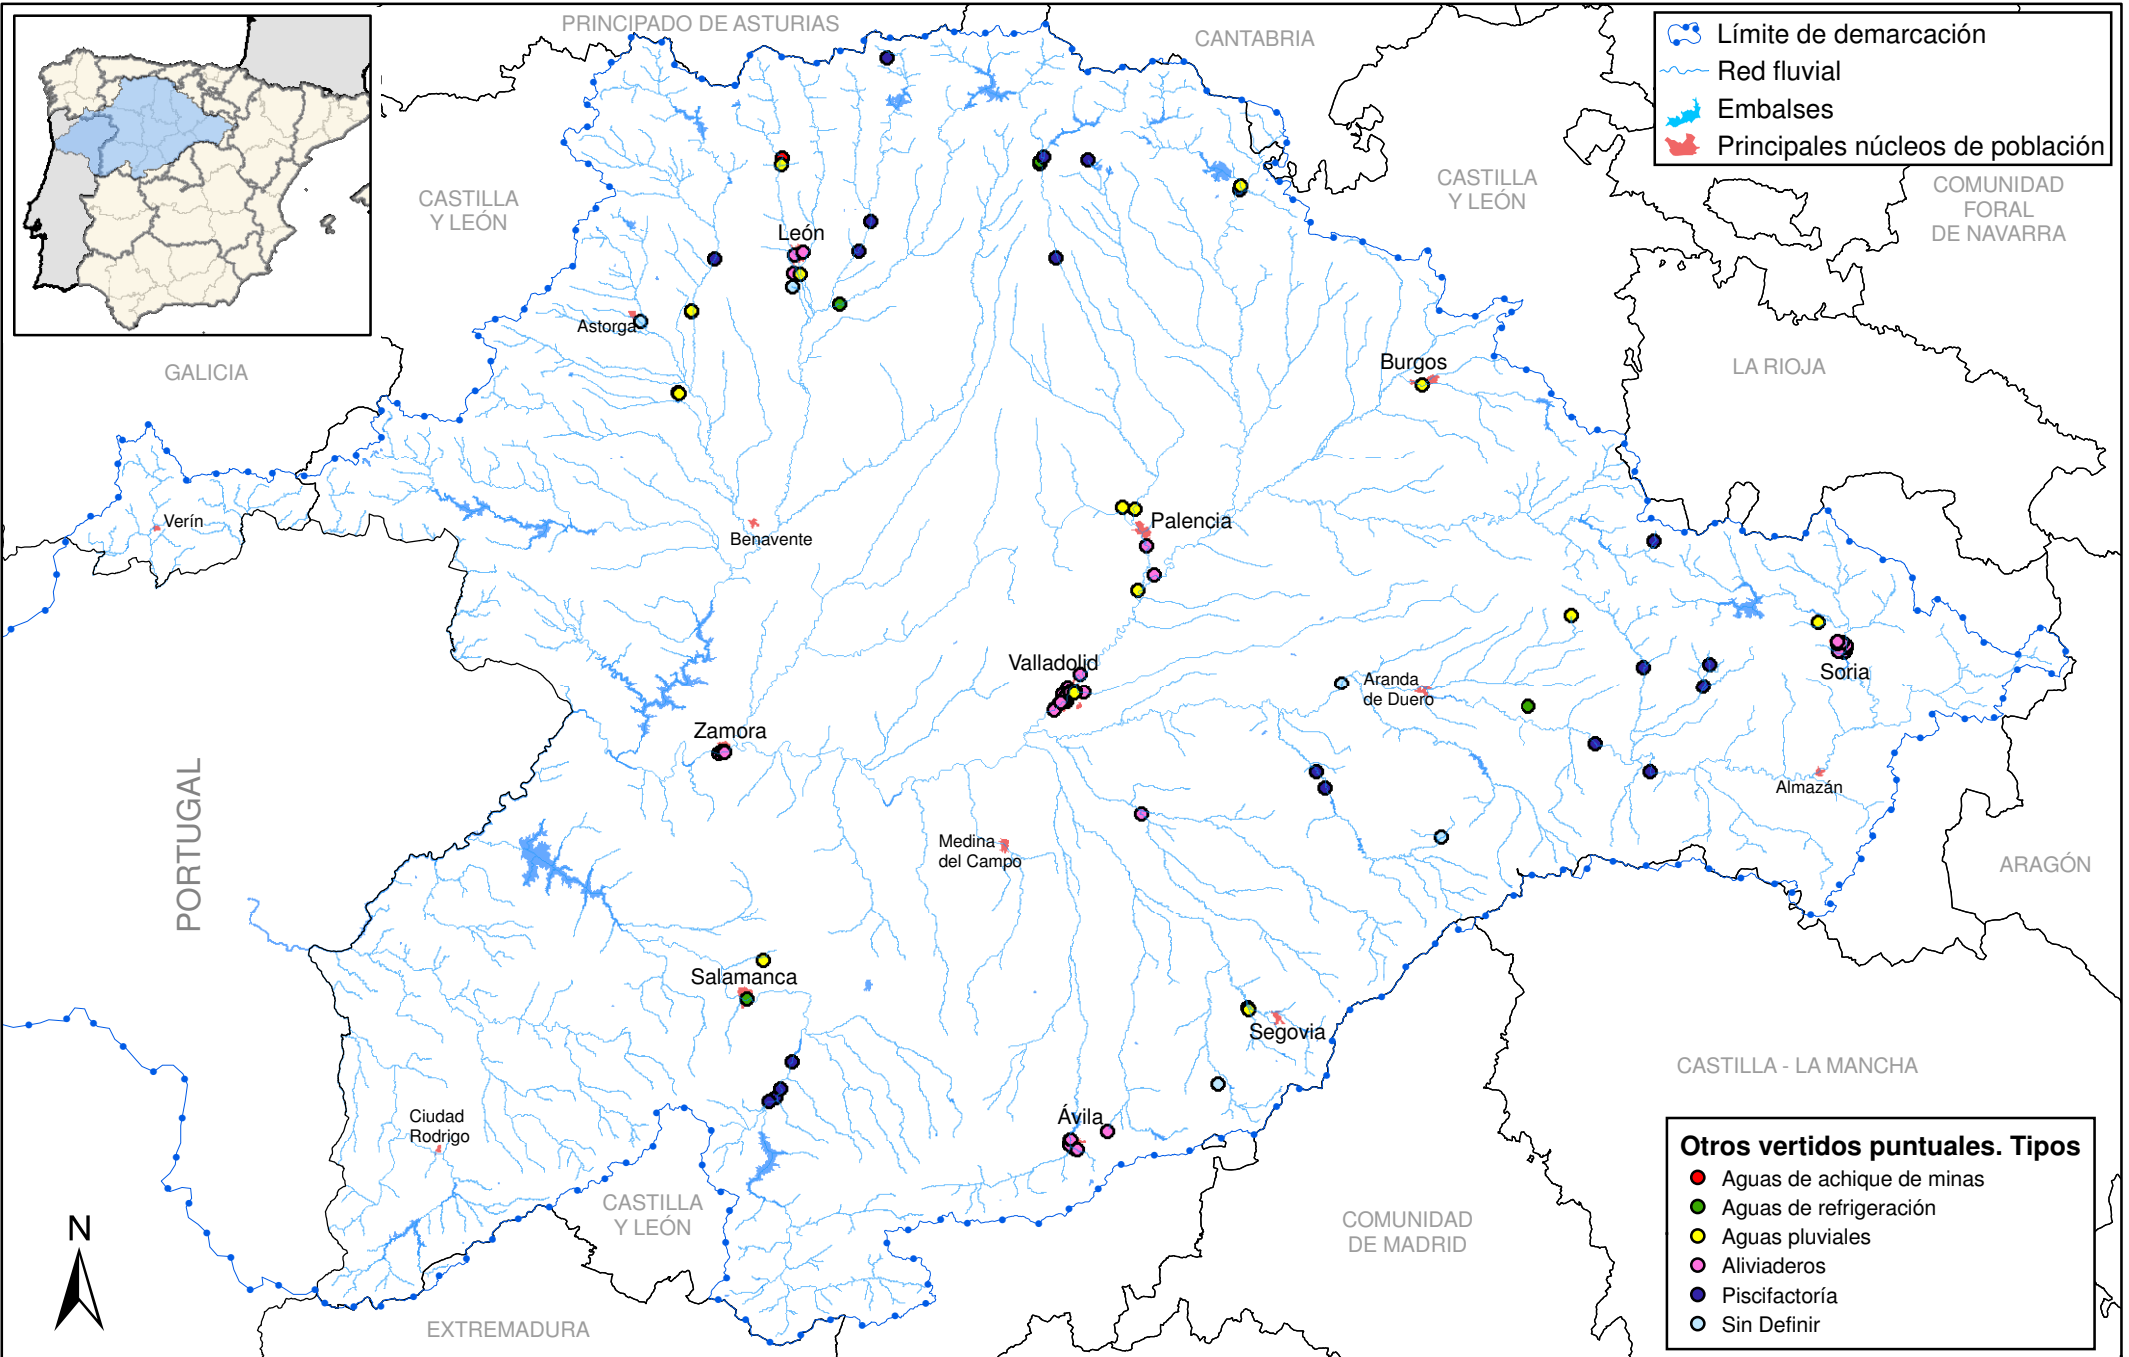 PRINCIPADO DE ASTURIAS
CANTABRIA
Límite de demarcación
Red fluvial
Embalses
Principales núcleos de población
CASTILLA
Y LEÓN
CASTILLA
Y LEÓN
COMUNIDAD
FORAL
DE NAVARRA
León
Astorga
GALICIA
Burgos
LA RIOJA
Verín
Benavente
Palencia
Valladolid
Aranda
de Duero
Soria
Zamora
Almazán
PORTUGAL
Medina
del Campo
ARAGÓN
Salamanca
Segovia
CASTILLA - LA MANCHA
Ciudad
Rodrigo
Ávila
CASTILLA
Y LEÓN
COMUNIDAD
DE MADRID
EXTREMADURA
N
Otros vertidos puntuales. Tipos
Aguas de achique de minas
Aguas de refrigeración
Aguas pluviales
Aliviaderos
Piscifactoría
Sin Definir